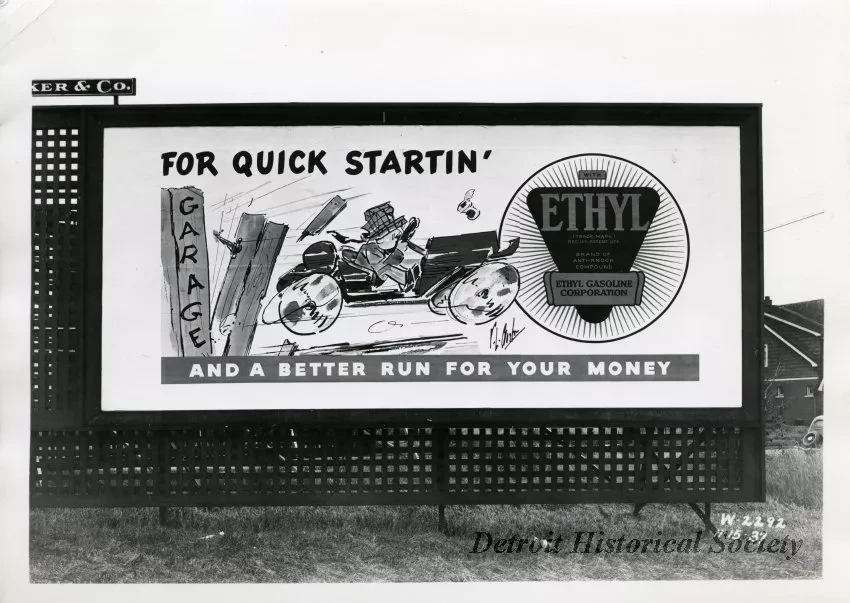 KER & CO.
FOR QUICK STARTIN'
GARAGE
WITH
ETHYL
BRAND OF
ANTI-KNOCK
COMPOUND
ETHYL GASOLINE
CORPORATION
AND A BETTER RUN FOR YOUR MONEY
W-2292
Detroit Historical Society